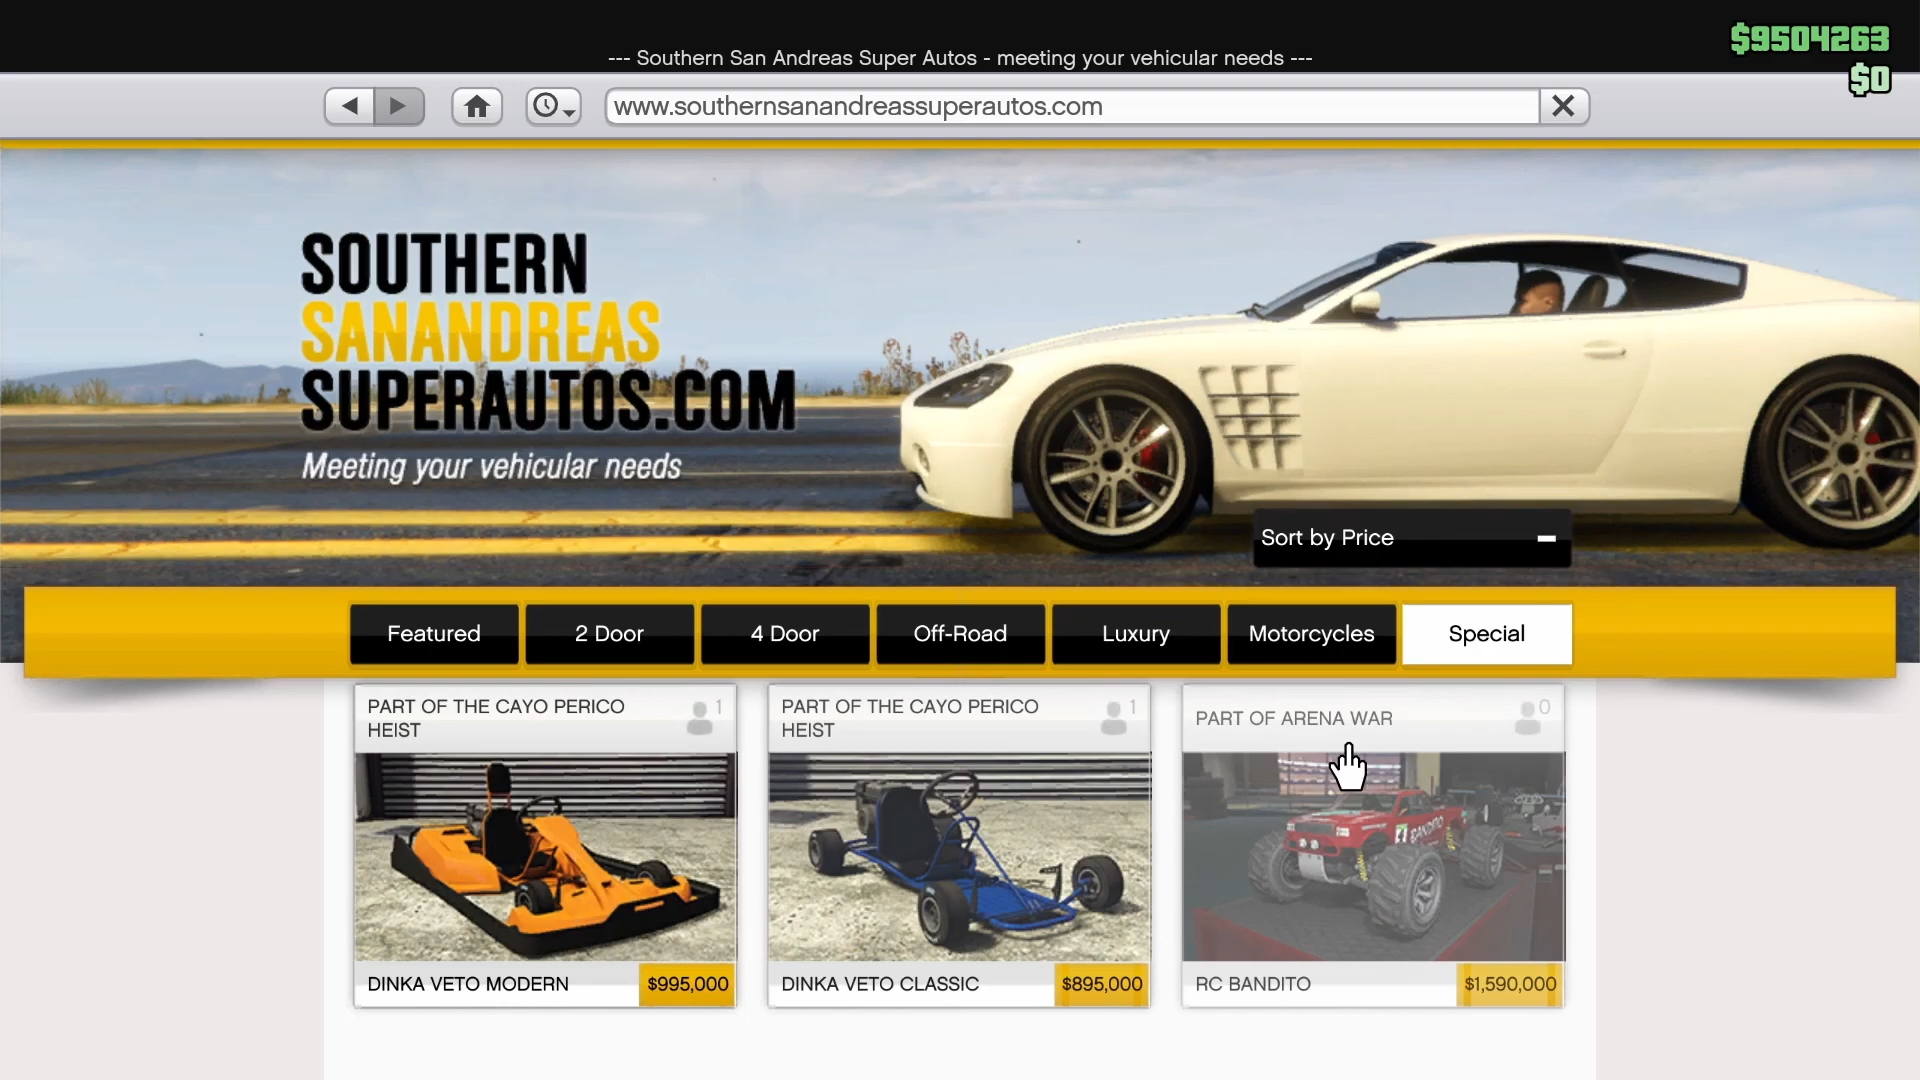 $9504263
--- Southern San Andreas Super Autos - meeting your vehicular needs ---
$0
www.southernsanandreassuperautos.com
SOUTHERN
SANANDREAS
SUPERAUTOS.COM
Meeting your vehicular needs
Sort by Price
Featured 2 Door 4 Door Off-Road Luxury Motorcycles Special
PART OF THE CAYO PERICO
HEIST
1
PART OF THE CAYO PERICO
HEIST
1
PART OF ARENA WAR
0
BANDITO
DINKA VETO MODERN $995,000
DINKA VETO CLASSIC $895,000
RC BANDITO $1,590,000